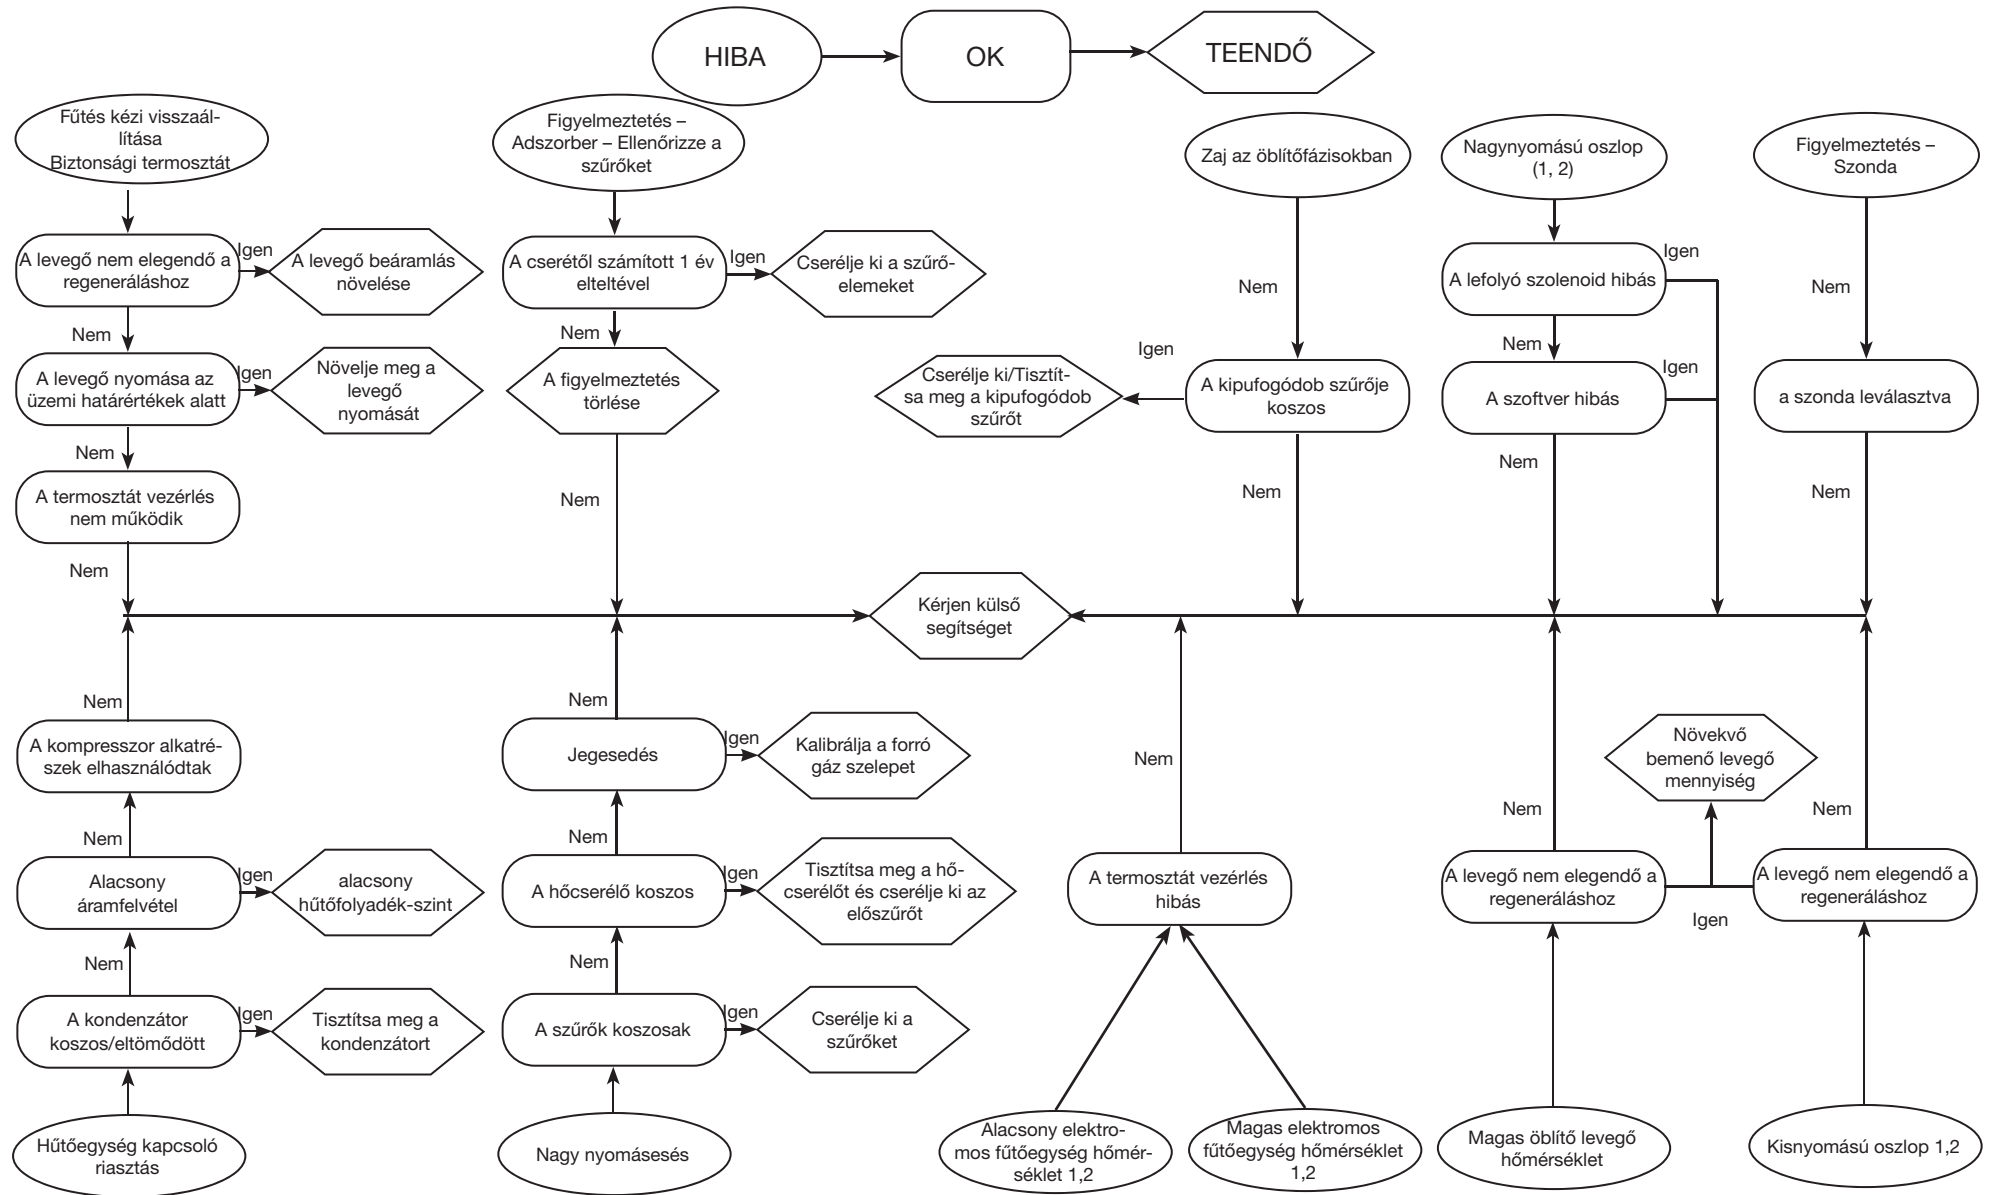 HIBA
OK
TEENDŐ
Fűtés kézi visszaál-
lítása
Biztonsági termosztát
Figyelmeztetés –
Adszorber – Ellenőrizze a
szűrőket
Zaj az öblítőfázisokban
Nagynyomású oszlop
(1, 2)
Figyelmeztetés –
Szonda
A levegő nem elegendő a
regeneráláshoz
Igen
A levegő beáramlás
növelése
Nem
A levegő nyomása az
üzemi határértékek alatt
Igen
Növelje meg a
levegő
nyomását
Nem
A termosztát vezérlés
nem működik
Nem
A cserétől számított 1 év
elteltével
Igen
Cserélje ki a szűrő-
elemeket
Nem
A figyelmeztetés
törlése
Nem
Nem
Igen
Cserélje ki/Tisztít-
sa meg a kipufogódob
szűrőt
A kipufogódob szűrője
koszos
Nem
A lefolyó szolenoid hibás
Igen
Nem
A szoftver hibás
Igen
Nem
Nem
a szonda leválasztva
Nem
Kérjen külső
segítséget
Nem
A kompresszor alkatré-
szek elhasználódtak
Nem
Alacsony
áramfelvétel
Igen
alacsony
hűtőfolyadék-szint
Nem
A kondenzátor
koszos/eltömődött
Igen
Tisztítsa meg a
kondenzátort
Hűtőegység kapcsoló
riasztás
Nem
Jegesedés
Igen
Kalibrálja a forró
gáz szelepet
Nem
A hőcserélő koszos
Igen
Tisztítsa meg a hő-
cserélőt és cserélje ki az
előszűrőt
Nem
A szűrők koszosak
Igen
Cserélje ki a
szűrőket
Nagy nyomásesés
Nem
A termosztát vezérlés
hibás
Alacsony elektro-
mos fűtőegység hőmér-
séklet 1,2
Magas elektromos
fűtőegység hőmérséklet
1,2
Nem
Növekvő
bemenő levegő
mennyiség
Nem
A levegő nem elegendő a
regeneráláshoz
Igen
A levegő nem elegendő a
regeneráláshoz
Magas öblítő levegő
hőmérséklet
Kisnyomású oszlop 1,2